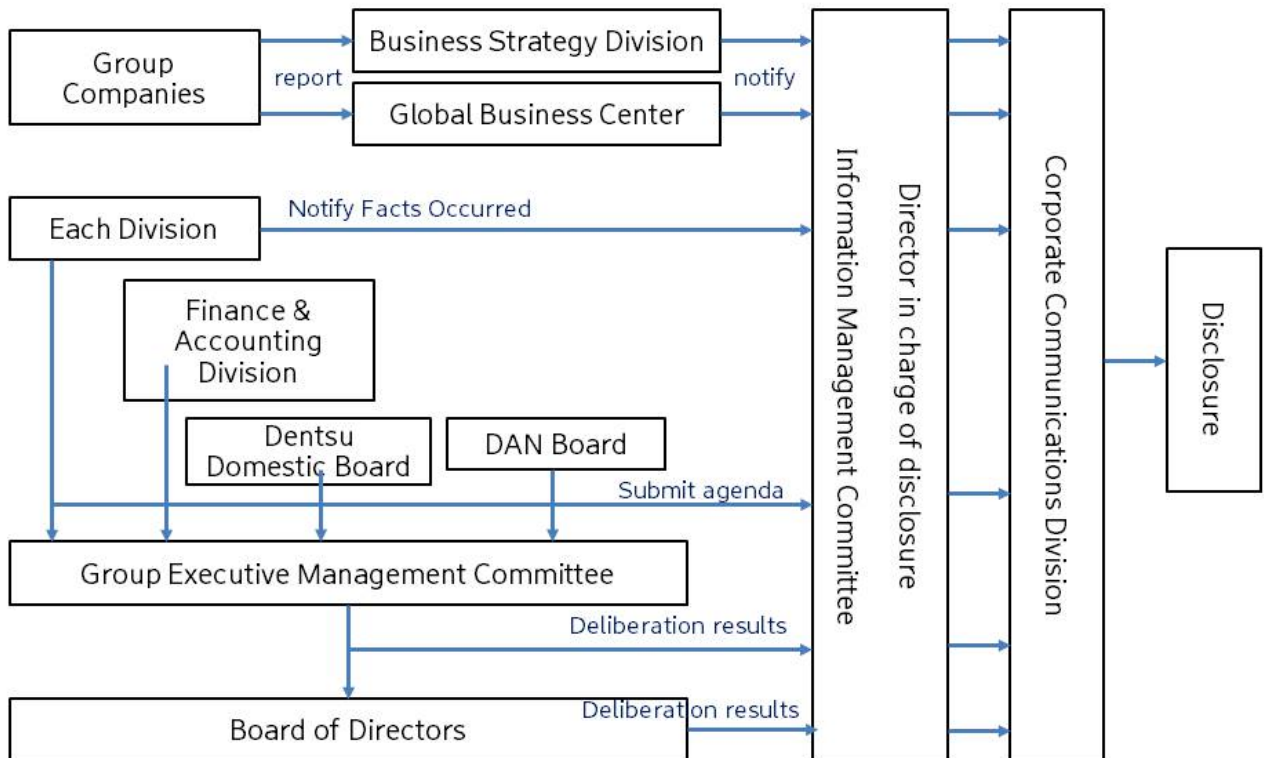 Group
Companies
report
Business Strategy Division
Global Business Center
notify
Each Division
Notify Facts Occurred
Finance &
Accounting
Division
Dentsu
Domestic Board
DAN Board
Submit agenda
Group Executive Management Committee
Deliberation results
Board of Directors
Deliberation results
Director in charge of disclosure
Information Management Committee
Corporate Communications Division
Disclosure